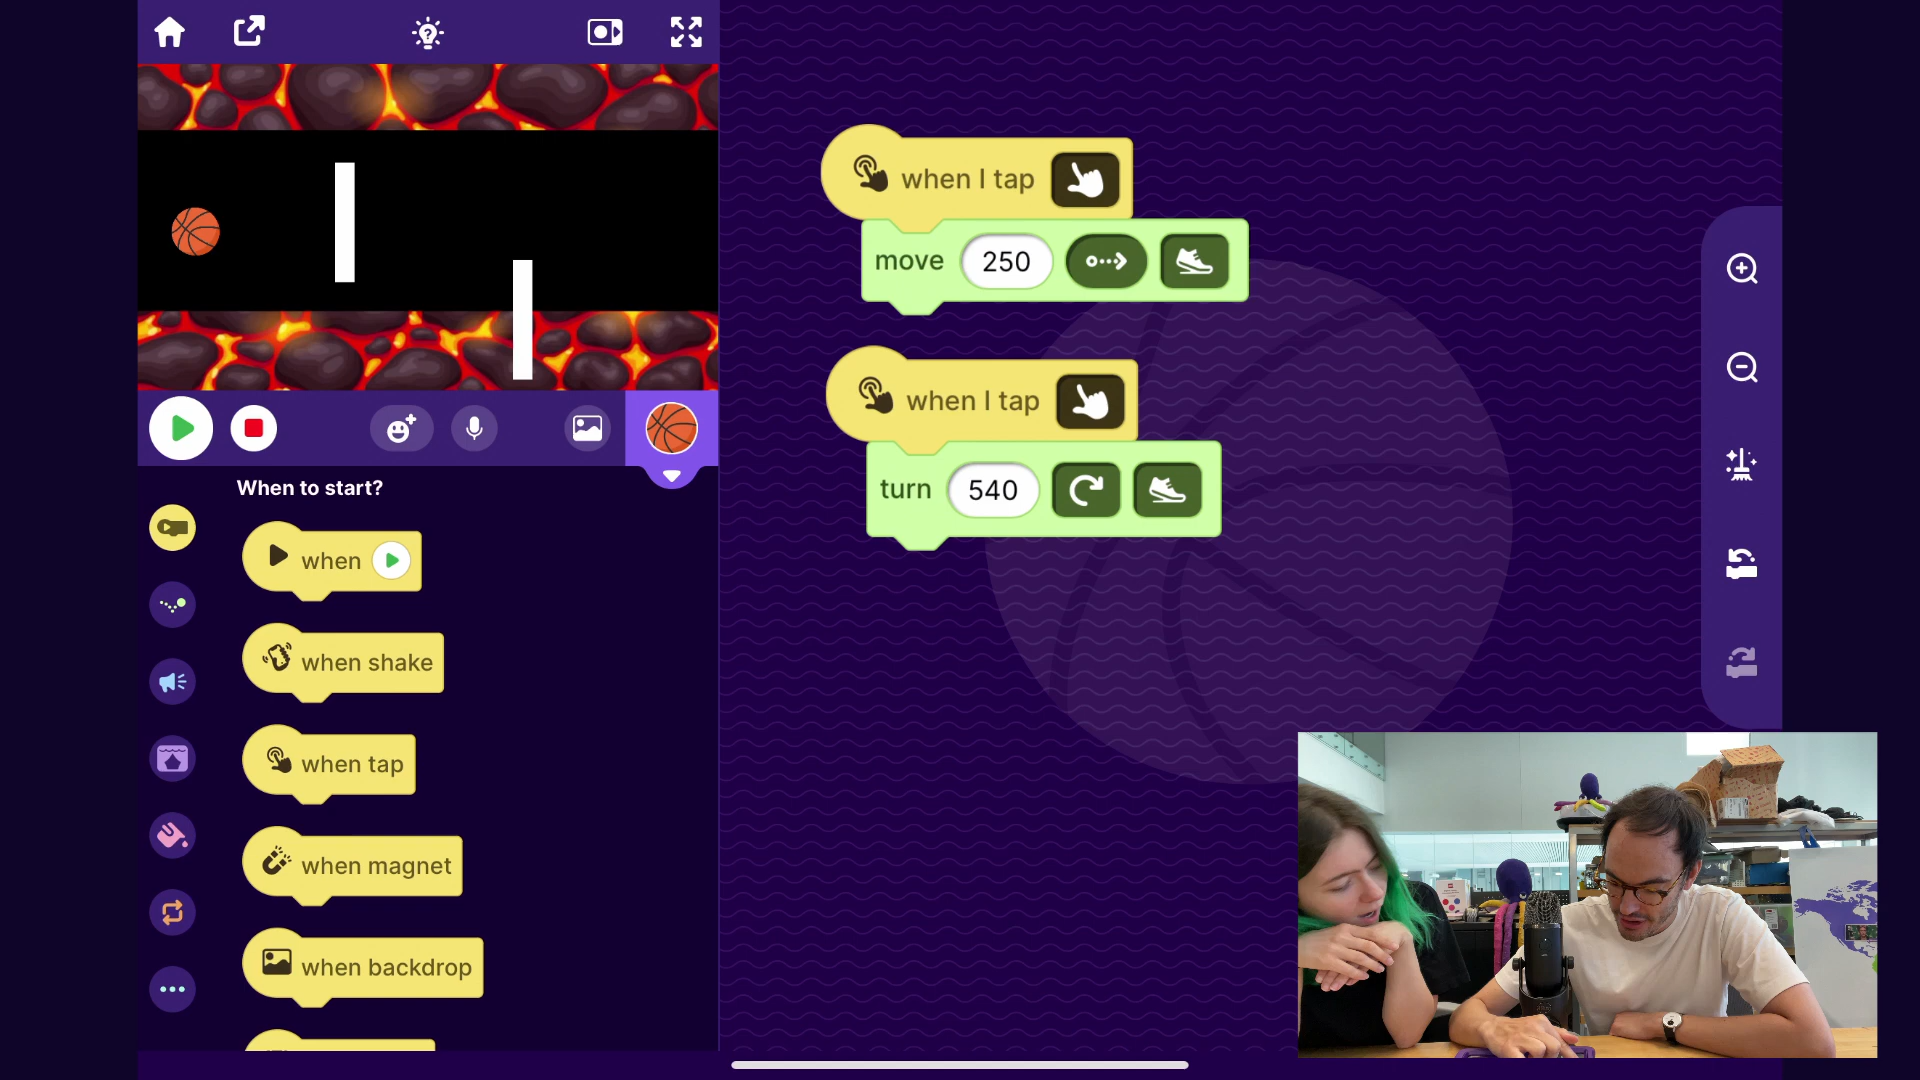 when I tap
move 250
when I tap
turn 540
When to start?
when
when shake
when tap
when magnet
when backdrop